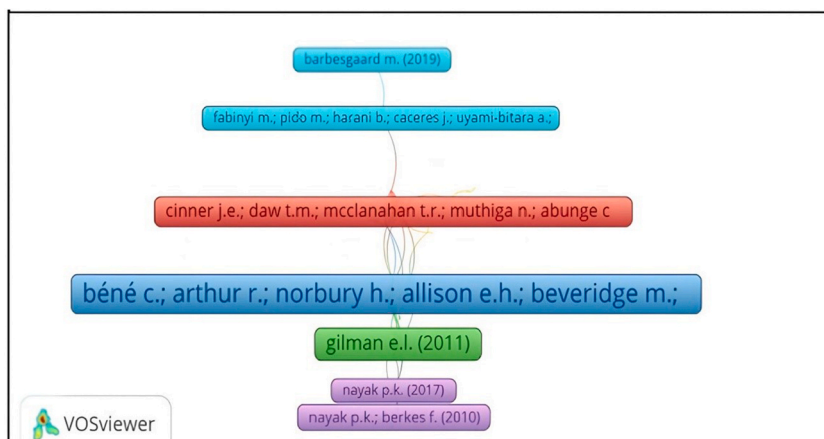 barbesgaard m. (2019)
fabinyi m.; pido m.; harani b.; caceres j.; uyami-bitara a.;
cinner j.e.; daw t.m.; mcclanahan t.r.; muthiga n.; abunge c
béné c.; arthur r.; norbury h.; allison e.h.; beveridge m.;
gilman e.l. (2011)
nayak p.k. (2017)
nayak p.k.; berkes f. (2010)
VOSviewer